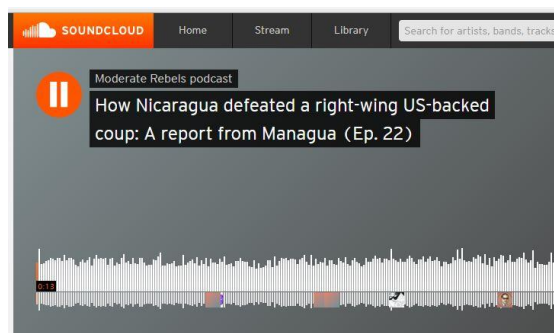 SOUNDCLOUD Home Stream Library Search for artists, bands, tracks
Moderate Rebels podcast
How Nicaragua defeated a right-wing US-backed
coup: A report from Managua (Ep. 22)
0:13